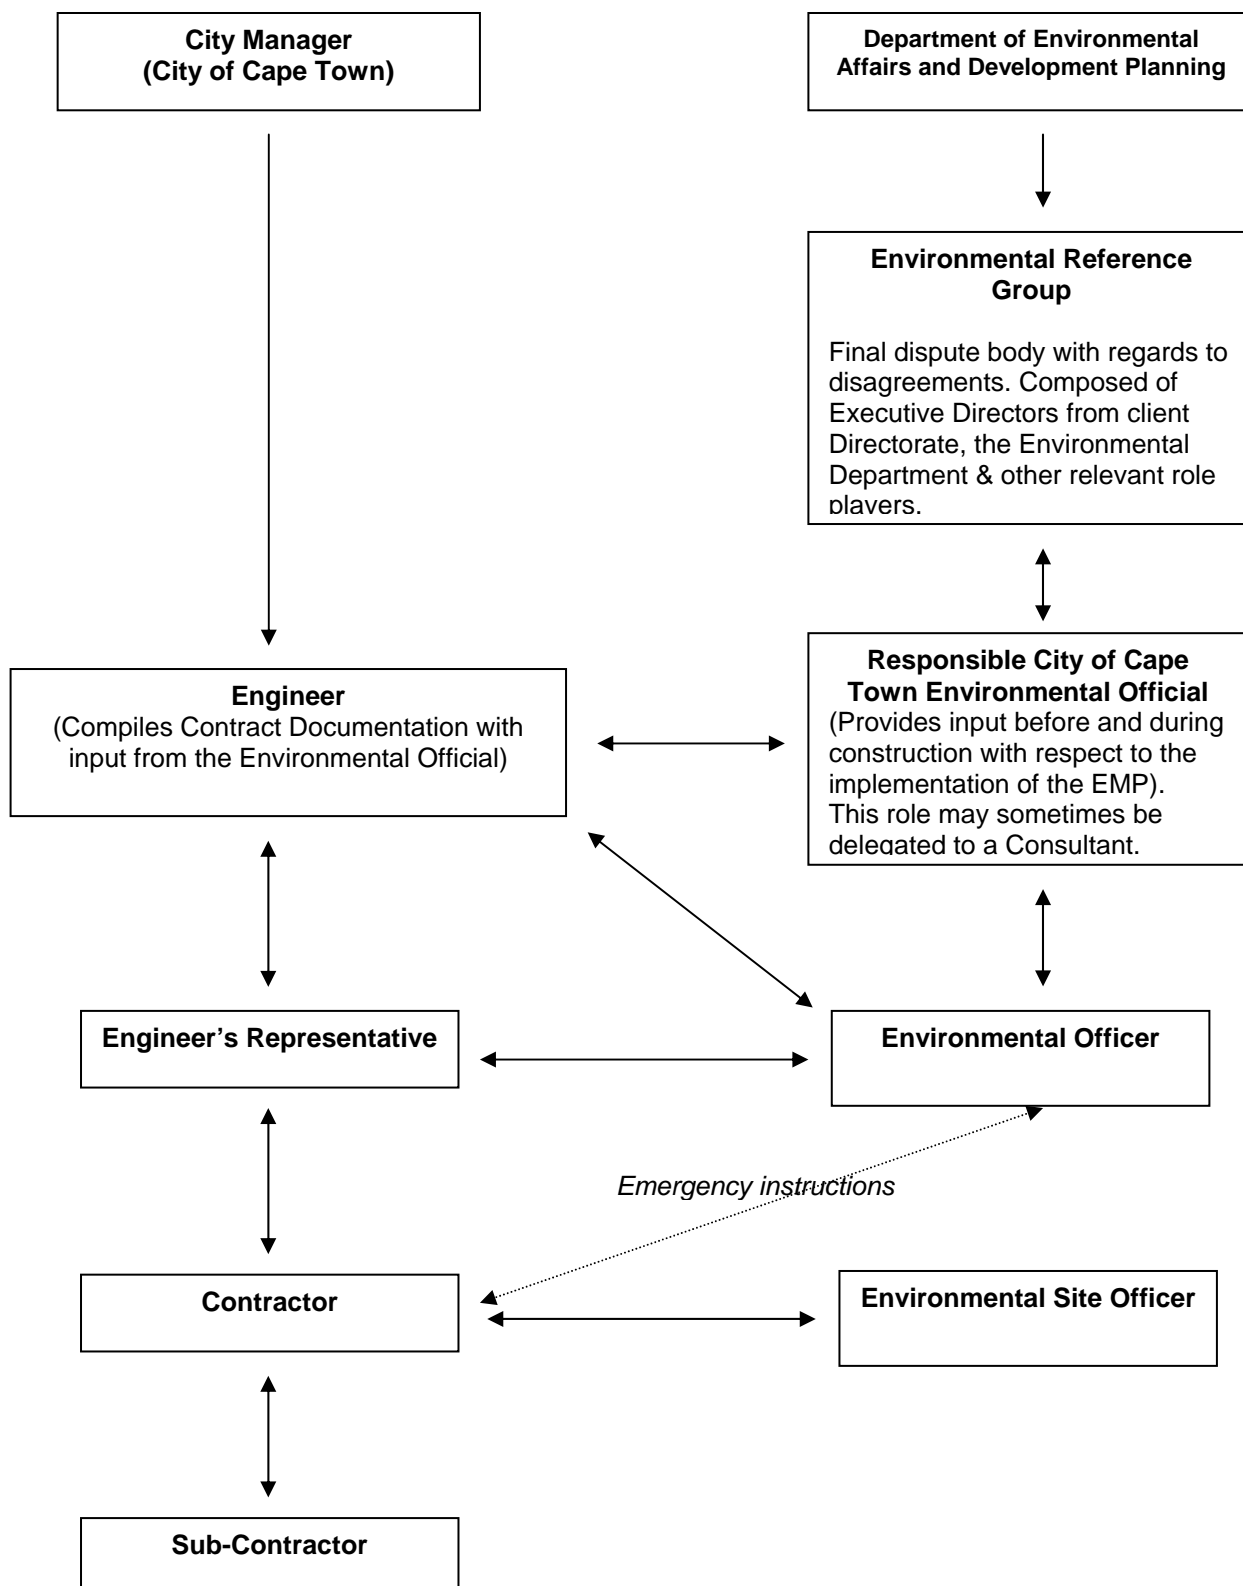 City Manager
(City of Cape Town)
Department of Environmental
Affairs and Development Planning
Environmental Reference
Group
Final dispute body with regards to
disagreements. Composed of
Executive Directors from client
Directorate, the Environmental
Department & other relevant role
players.
Responsible City of Cape
Town Environmental Official
(Provides input before and during
construction with respect to the
implementation of the EMP).
This role may sometimes be
delegated to a Consultant.
Engineer
(Compiles Contract Documentation with
input from the Environmental Official)
Engineer’s Representative
Environmental Officer
Emergency instructions
Contractor
Environmental Site Officer
Sub-Contractor